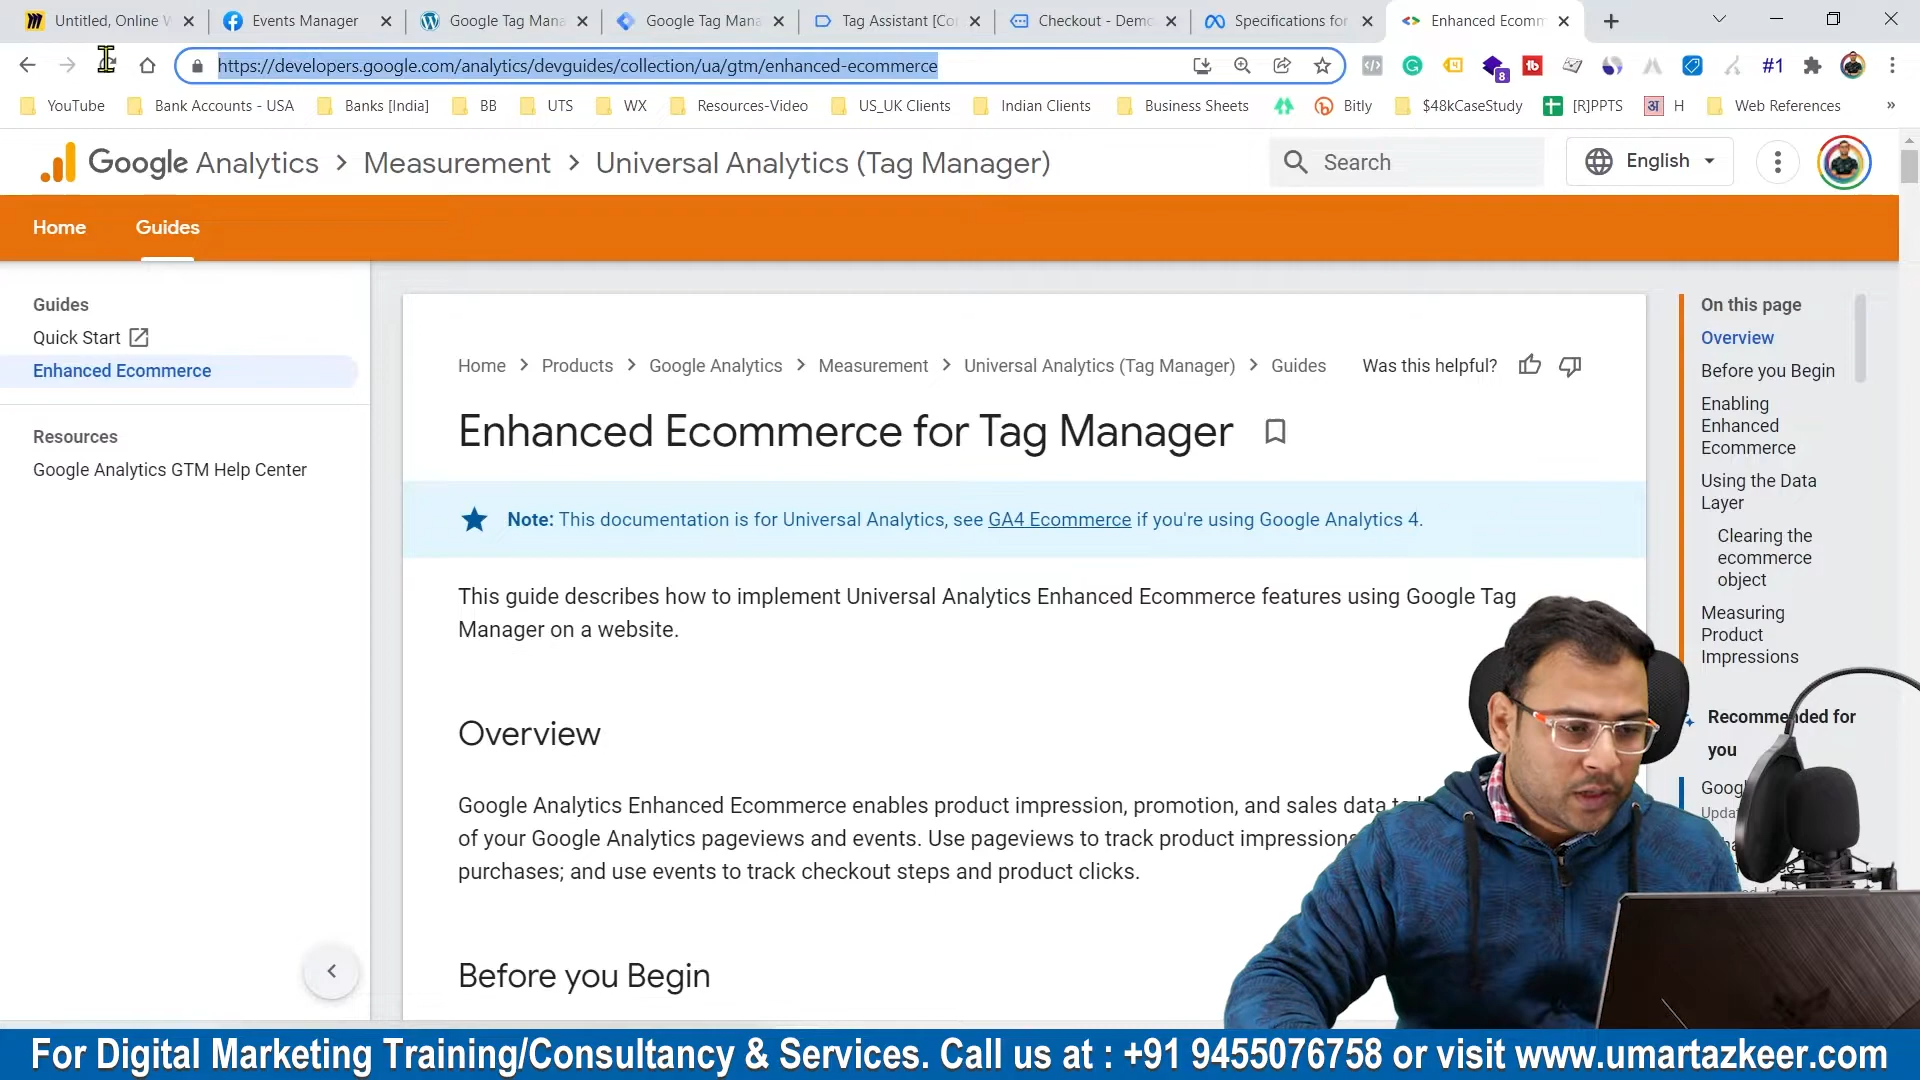 Untitled, Online W
Events Manager
Google Tag Mana
Google Tag Mana
Tag Assistant [Co
Checkout - Demo
Specifications for
Enhanced Ecomm
https://developers.google.com/analytics/devguides/collection/ua/gtm/enhanced-ecommerce
8
#1
YouTube
Bank Accounts - USA
Banks [India]
BB
UTS
WX
Resources-Video
US_UK Clients
Indian Clients
Business Sheets
Bitly
$48kCaseStudy
[R]PPTS
अ H
Web References
»
Google Analytics > Measurement > Universal Analytics (Tag Manager)
Search
English
Home
Guides
Guides
Quick Start
Enhanced Ecommerce
Resources
Google Analytics GTM Help Center
Home > Products > Google Analytics > Measurement > Universal Analytics (Tag Manager) > Guides
Was this helpful?
Enhanced Ecommerce for Tag Manager
Note: This documentation is for Universal Analytics, see GA4 Ecommerce if you're using Google Analytics 4.
This guide describes how to implement Universal Analytics Enhanced Ecommerce features using Google Tag
Manager on a website.
Overview
Google Analytics Enhanced Ecommerce enables product impression, promotion, and sales data
of your Google Analytics pageviews and events. Use pageviews to track product impressions
purchases; and use events to track checkout steps and product clicks.
Before you Begin
On this page
Overview
Before you Begin
Enabling
Enhanced
Ecommerce
Using the Data
Layer
Clearing the
ecommerce
object
Measuring
Product
Impressions
Recommended for
you
For Digital Marketing Training/Consultancy & Services. Call us at : +91 9455076758 or visit www.umartazkeer.com